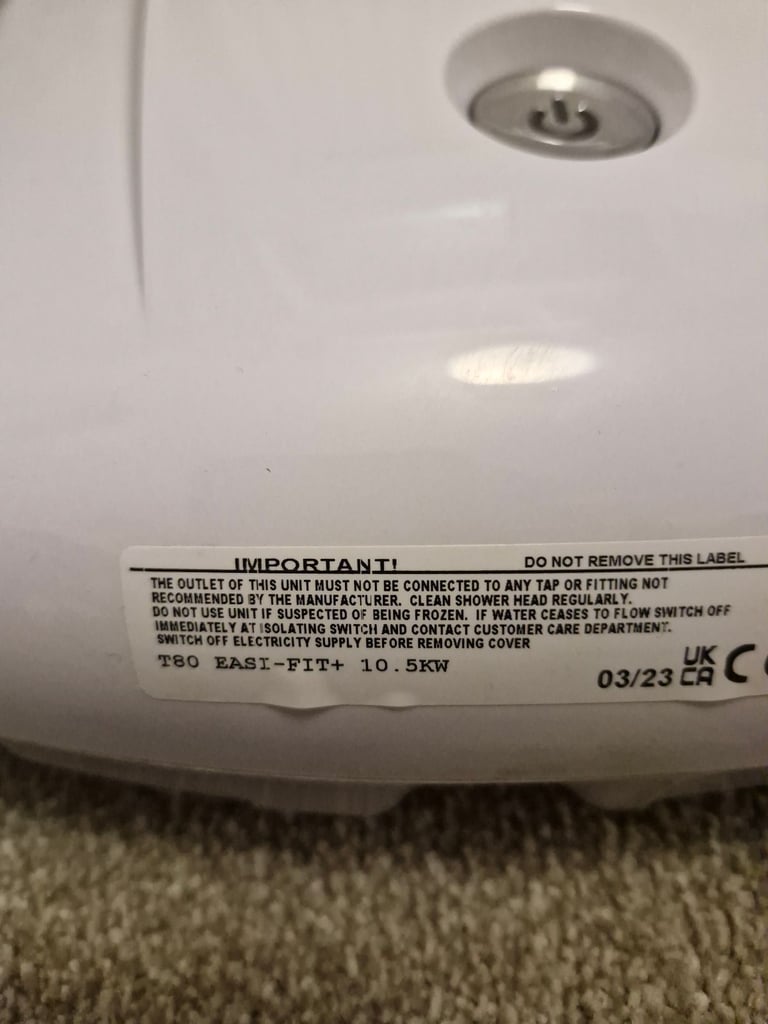 IMPORTANT! DO NOT REMOVE THIS LABEL
THE OUTLET OF THIS UNIT MUST NOT BE CONNECTED TO ANY TAP OR FITTING NOT
RECOMMENDED BY THE MANUFACTURER. CLEAN SHOWER HEAD REGULARLY.
DO NOT USE UNIT IF SUSPECTED OF BEING FROZEN. IF WATER CEASES TO FLOW SWITCH OFF
IMMEDIATELY AT ISOLATING SWITCH AND CONTACT CUSTOMER CARE DEPARTMENT.
SWITCH OFF ELECTRICITY SUPPLY BEFORE REMOVING COVER
T80 EASI-FIT+ 10.5KW
03/23 UK
CA C